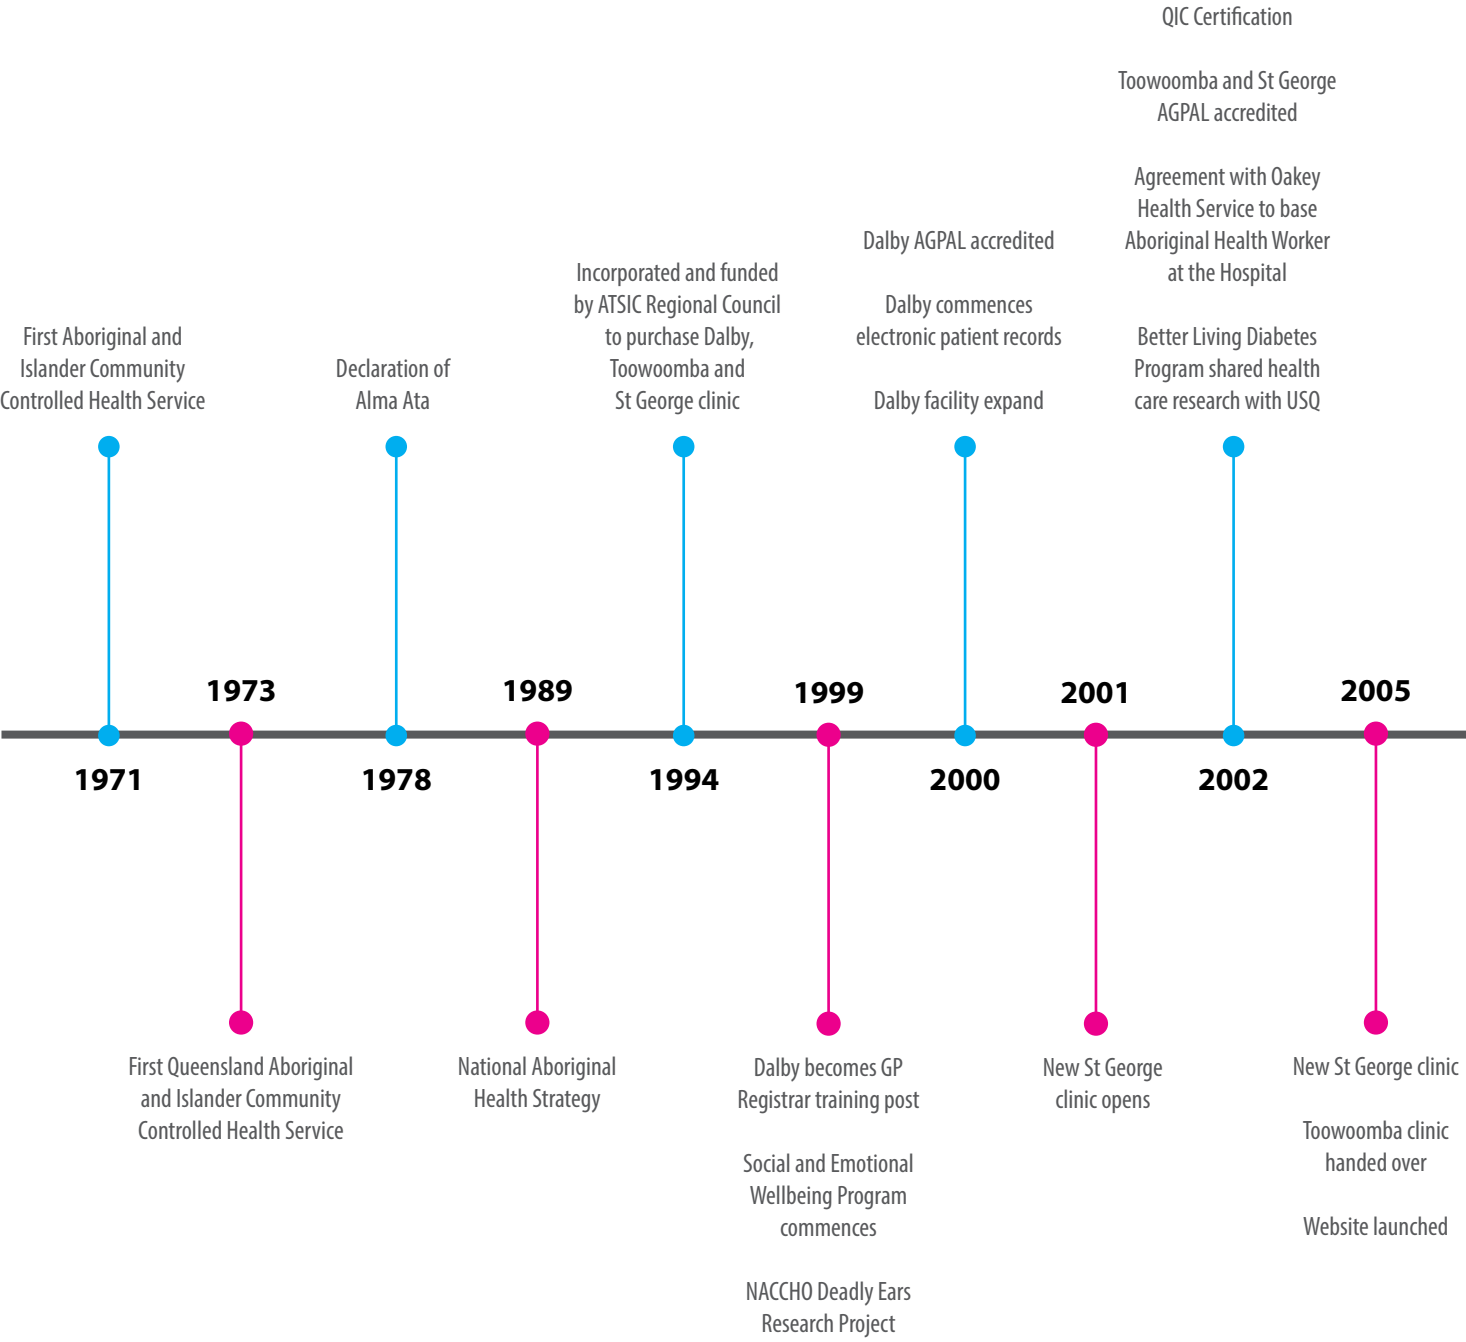 QIC Certification
Toowoomba and St George
AGPAL accredited
Agreement with Oakey
Health Service to base
Aboriginal Health Worker
at the Hospital
Better Living Diabetes
Program shared health
care research with USQ
Dalby AGPAL accredited
Dalby commences
electronic patient records
Dalby facility expand
Incorporated and funded
by ATSIC Regional Council
to purchase Dalby,
Toowoomba and
St George clinic
Declaration of
Alma Ata
First Aboriginal and
Islander Community
Controlled Health Service
1973
1989
1999
2001
2005
1971
1978
1994
2000
2002
First Queensland Aboriginal
and Islander Community
Controlled Health Service
National Aboriginal
Health Strategy
Dalby becomes GP
Registrar training post
Social and Emotional
Wellbeing Program
commences
NACCHO Deadly Ears
Research Project
New St George
clinic opens
New St George clinic
Toowoomba clinic
handed over
Website launched